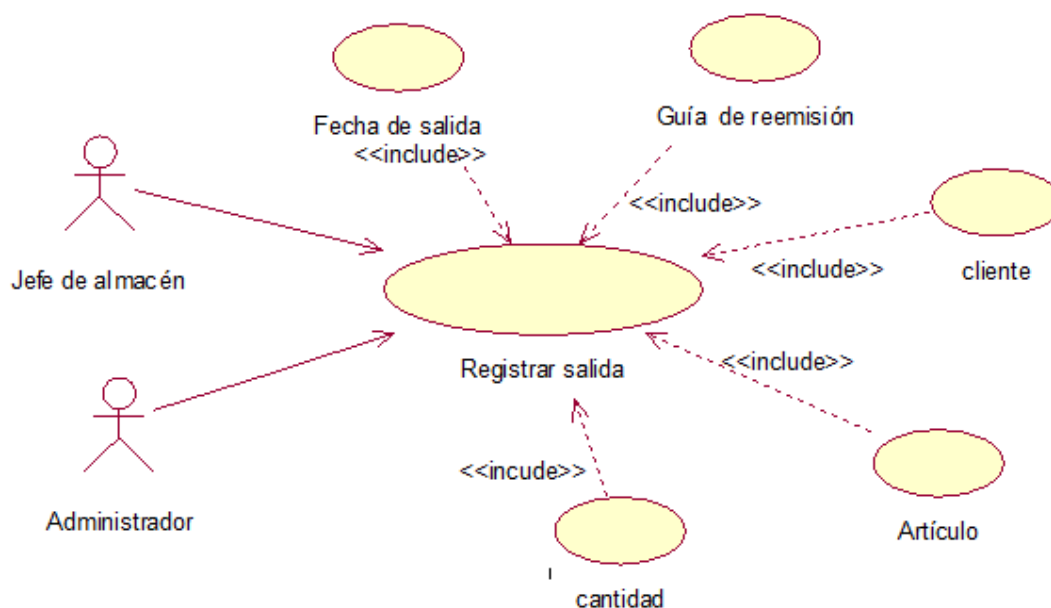 Fecha de salida
<<include>>
Guía de reemisión
<<include>>
<<include>>
cliente
Jefe de almacén
Registrar salida
<<include>>
<<incude>>
Administrador
Artículo
cantidad